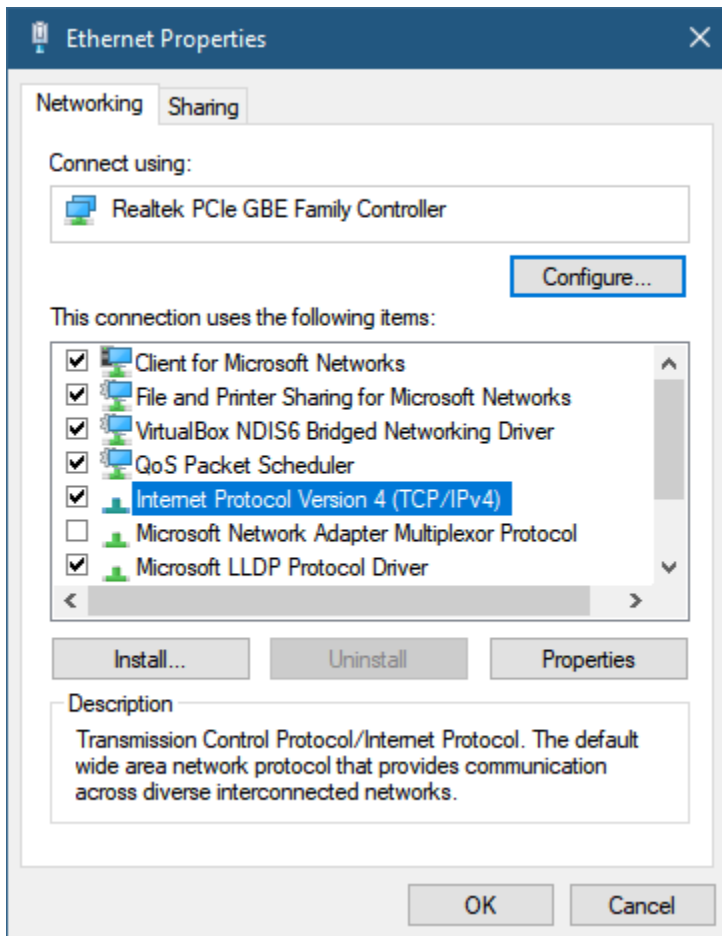 Ethernet Properties
Networking
Sharing
Connect using:
Realtek PCIe GBE Family Controller
Configure...
This connection uses the following items:
Client for Microsoft Networks
File and Printer Sharing for Microsoft Networks
VirtualBox NDIS6 Bridged Networking Driver
QoS Packet Scheduler
Internet Protocol Version 4 (TCP/IPv4)
Microsoft Network Adapter Multiplexor Protocol
Microsoft LLDP Protocol Driver
Install...
Uninstall
Properties
Description
Transmission Control Protocol/Internet Protocol. The default
wide area network protocol that provides communication
across diverse interconnected networks.
OK
Cancel